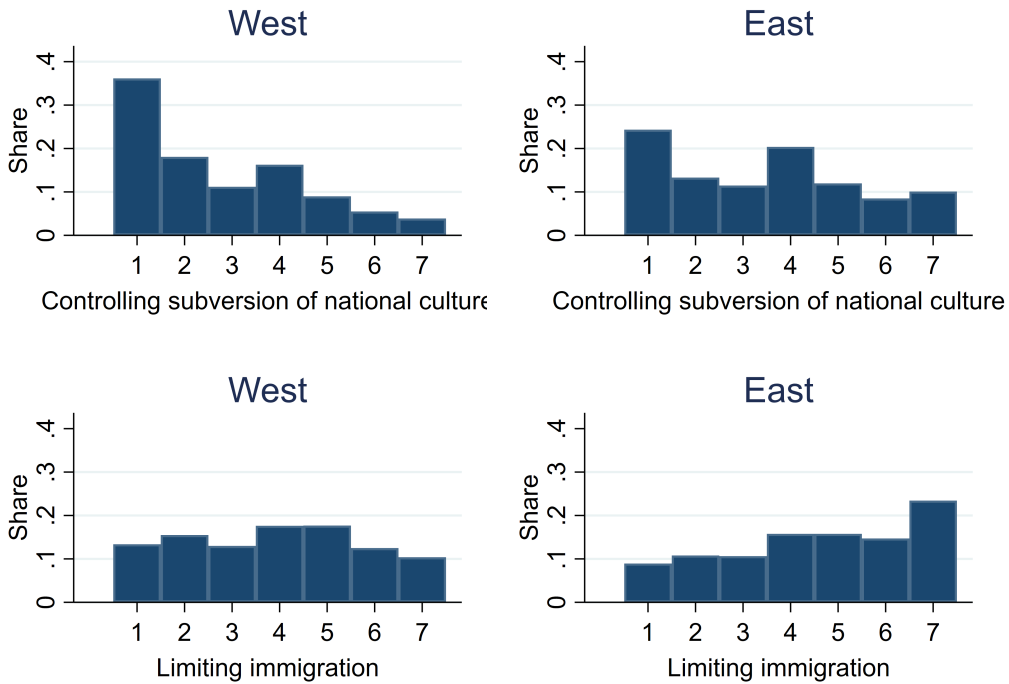 West
Share
.4
.3
.2
.1
0
1 2 3 4 5 6 7
Controlling subversion of national culture
East
Share
.4
.3
.2
.1
0
1 2 3 4 5 6 7
Controlling subversion of national culture
West
Share
.4
.3
.2
.1
0
1 2 3 4 5 6 7
Limiting immigration
East
Share
.4
.3
.2
.1
0
1 2 3 4 5 6 7
Limiting immigration